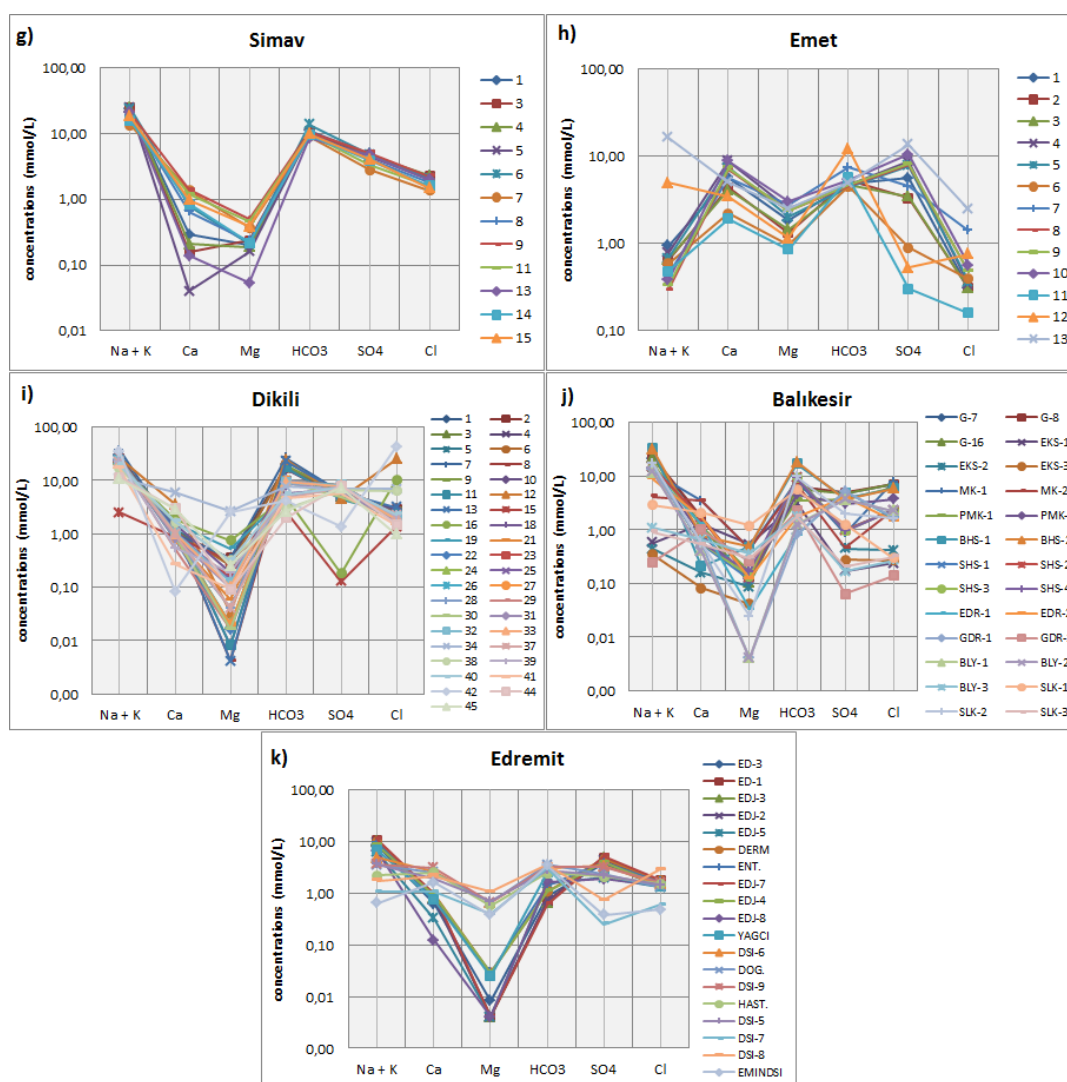 g)
Simav
concentrations (mmol/L)
100,00
10,00
1,00
0,10
0,01
Na + K Ca Mg HCO3 SO4 Cl
1
3
4
5
6
7
8
9
11
13
14
15
h)
Emet
concentrations (mmol/L)
100,00
10,00
1,00
0,10
Na + K Ca Mg HCO3 SO4 Cl
1
2
3
4
5
6
7
8
9
10
11
12
13
i)
Dikili
concentrations (mmol/L)
100,00
10,00
1,00
0,10
0,01
0,00
Na + K Ca Mg HCO3 SO4 Cl
1 2
3 4
5 6
7 8
9 10
11 12
13 15
16 18
19 21
22 23
24 25
26 27
28 29
30 31
32 33
34 37
38 39
40 41
42 44
45
j)
Balıkesir
concentrations (mmol/L)
100,00
10,00
1,00
0,10
0,01
0,00
Na + K Ca Mg HCO3 SO4 Cl
G-7 G-8
G-16 EKS-1
EKS-2 EKS-3
MK-1 MK-2
PMK-1 PMK-
BHS-1 BHS-2
SHS-1 SHS-2
SHS-3 SHS-4
EDR-1 EDR-2
GDR-1 GDR-
BLY-1 BLY-2
BLY-3 SLK-1
SLK-2 SLK-3
k)
Edremit
concentrations (mmol/L)
100,00
10,00
1,00
0,10
0,01
0,00
Na + K Ca Mg HCO3 SO4 Cl
ED-3
ED-1
EDJ-3
EDJ-2
EDJ-5
DERM
ENT.
EDJ-7
EDJ-4
EDJ-8
YAGCI
DSI-6
DOG.
DSI-9
HAST.
DSI-5
DSI-7
DSI-8
EMINDSI